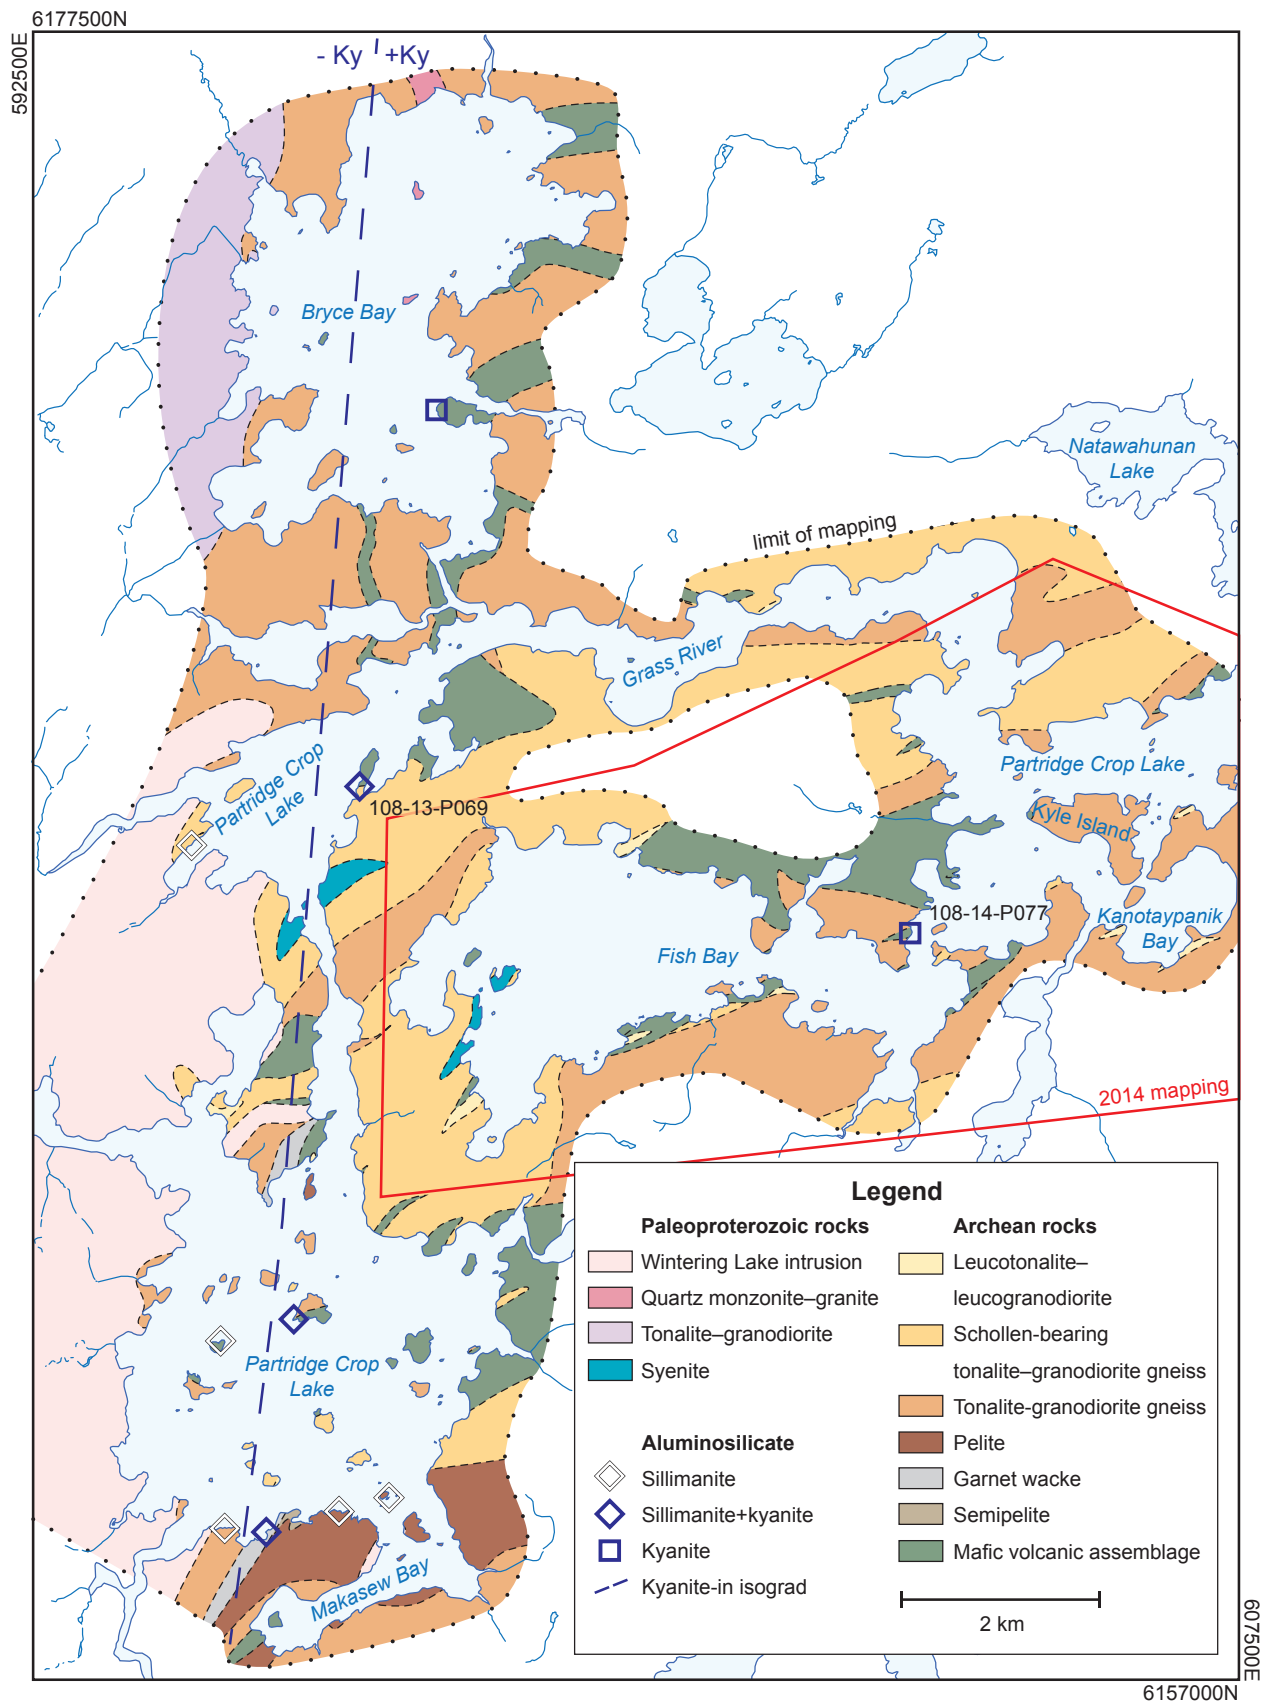 6177500N
592500E
- Ky
+Ky
Bryce Bay
Natawahunan
Lake
limit of mapping
Grass River
Partridge Crop
Lake
Partridge Crop Lake
Kyle Island
108-13-P069
108-14-P077
Kanotaypanik
Bay
Fish Bay
2014 mapping
Partridge Crop
Lake
Makasew Bay
Legend
Paleoproterozoic rocks
Wintering Lake intrusion
Quartz monzonite–granite
Tonalite–granodiorite
Syenite
Aluminosilicate
Sillimanite
Sillimanite+kyanite
Kyanite
Kyanite-in isograd
Archean rocks
Leucotonalite–
leucogranodiorite
Schollen-bearing
tonalite–granodiorite gneiss
Tonalite-granodiorite gneiss
Pelite
Garnet wacke
Semipelite
Mafic volcanic assemblage
2 km
607500E
6157000N